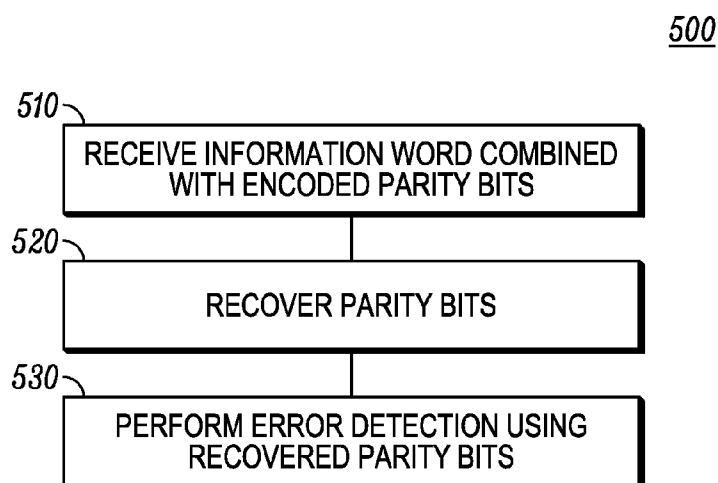 500
510
RECEIVE INFORMATION WORD COMBINED
WITH ENCODED PARITY BITS
520
RECOVER PARITY BITS
530
PERFORM ERROR DETECTION USING
RECOVERED PARITY BITS